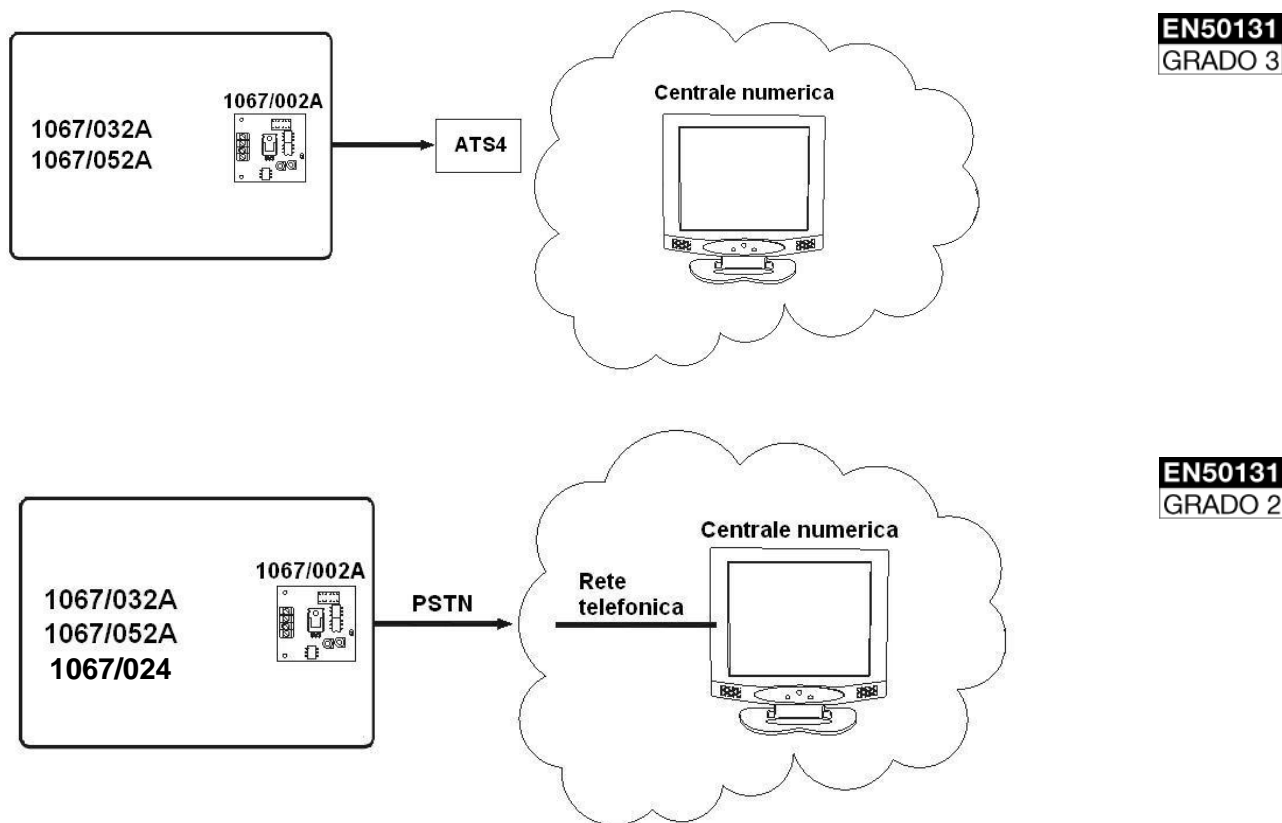 EN50131
GRADO 3
Centrale numerica
1067/002A
1067/032A
1067/052A
ATS4
EN50131
GRADO 2
Centrale numerica
1067/002A
Rete
telefonica
1067/032A
PSTN
1067/052A
1067/024